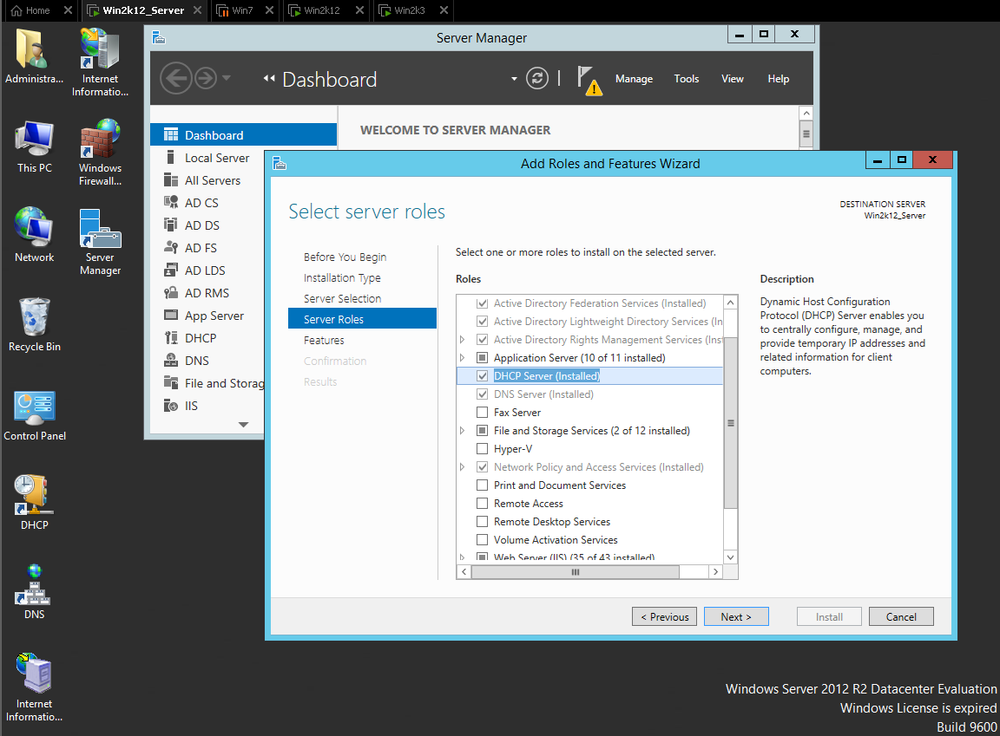 Home
Win2k12_Server
Win7
Win2k12
Win2k3
Administra...
Internet
Informatio...
This PC
Windows
Firewall...
Network
Server
Manager
Recycle Bin
Control Panel
DHCP
DNS
Internet
Informatio...
Server Manager
Dashboard
Manage
Tools
View
Help
Dashboard
Local Server
All Servers
AD CS
AD DS
AD FS
AD LDS
AD RMS
App Server
DHCP
DNS
File and Storag
IIS
WELCOME TO SERVER MANAGER
Add Roles and Features Wizard
Select server roles
DESTINATION SERVER
Win2k12_Server
Before You Begin
Installation Type
Server Selection
Server Roles
Features
Confirmation
Results
Select one or more roles to install on the selected server.
Roles
Active Directory Federation Services (Installed)
Active Directory Lightweight Directory Services (In
Active Directory Rights Management Services (Inst
Application Server (10 of 11 installed)
DHCP Server (Installed)
DNS Server (Installed)
Fax Server
File and Storage Services (2 of 12 installed)
Hyper-V
Network Policy and Access Services (Installed)
Print and Document Services
Remote Access
Remote Desktop Services
Volume Activation Services
Web Server (IIS) (35 of 43 installed)
Description
Dynamic Host Configuration
Protocol (DHCP) Server enables you
to centrally configure, manage, and
provide temporary IP addresses and
related information for client
computers.
< Previous
Next >
Install
Cancel
Windows Server 2012 R2 Datacenter Evaluation
Windows License is expired
Build 9600